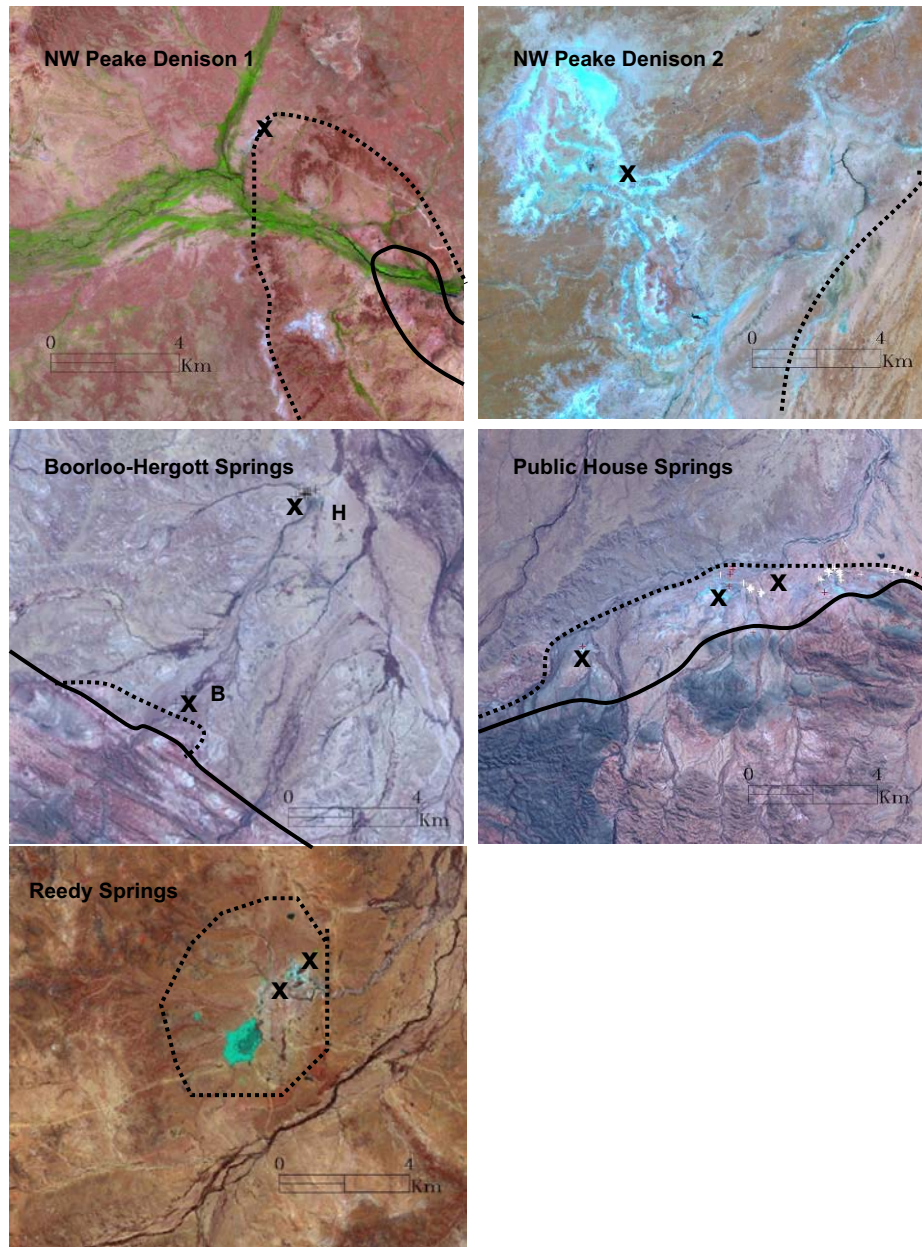 NW Peake Denison 1
X
0 4
Km
NW Peake Denison 2
X
0 4
Km
Boorloo-Hergott Springs
X
H
X
B
0 4
Km
Public House Springs
X
X
X
0 4
Km
Reedy Springs
X
X
0 4
Km